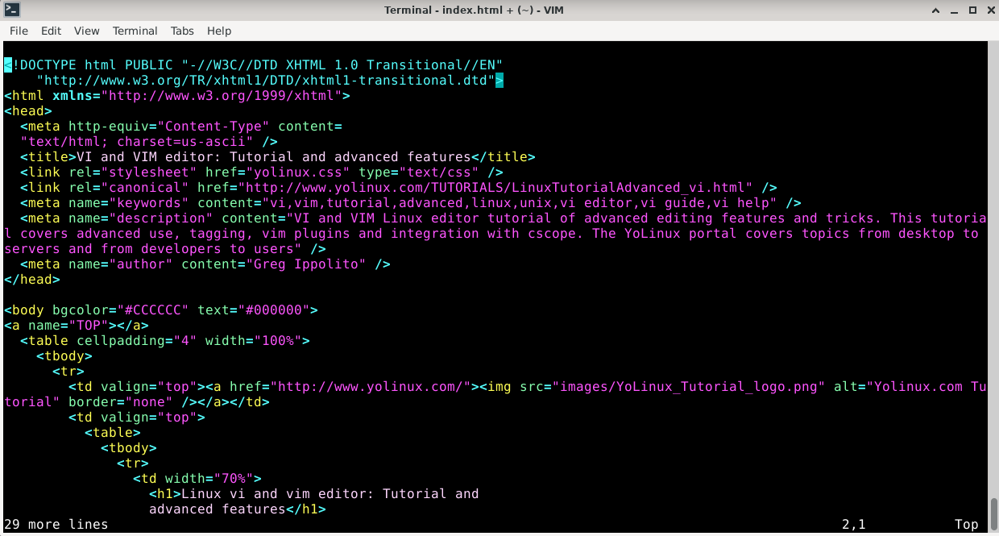 Terminal - index.html + (~) - VIM
File Edit View Terminal Tabs Help
<!DOCTYPE html PUBLIC "-//W3C//DTD XHTML 1.0 Transitional//EN"
    "http://www.w3.org/TR/xhtml1/DTD/xhtml1-transitional.dtd">
<html xmlns="http://www.w3.org/1999/xhtml">
<head>
  <meta http-equiv="Content-Type" content=
  "text/html; charset=us-ascii" />
  <title>VI and VIM editor: Tutorial and advanced features</title>
  <link rel="stylesheet" href="yolinux.css" type="text/css" />
  <link rel="canonical" href="http://www.yolinux.com/TUTORIALS/LinuxTutorialAdvanced_vi.html" />
  <meta name="keywords" content="vi,vim,tutorial,advanced,linux,unix,vi editor,vi guide,vi help" />
  <meta name="description" content="VI and VIM Linux editor tutorial of advanced editing features and tricks. This tutoria
l covers advanced use, tagging, vim plugins and integration with cscope. The YoLinux portal covers topics from desktop to
servers and from developers to users" />
  <meta name="author" content="Greg Ippolito" />
</head>

<body bgcolor="#CCCCCC" text="#000000">
<a name="TOP"></a>
  <table cellpadding="4" width="100%">
    <tbody>
      <tr>
        <td valign="top"><a href="http://www.yolinux.com/"><img src="images/YoLinux_Tutorial_logo.png" alt="Yolinux.com Tu
torial" border="none" /></a></td>
        <td valign="top">
          <table>
            <tbody>
              <tr>
                <td width="70%">
                  <h1>Linux vi and vim editor: Tutorial and
                  advanced features</h1>
29 more lines 2,1 Top